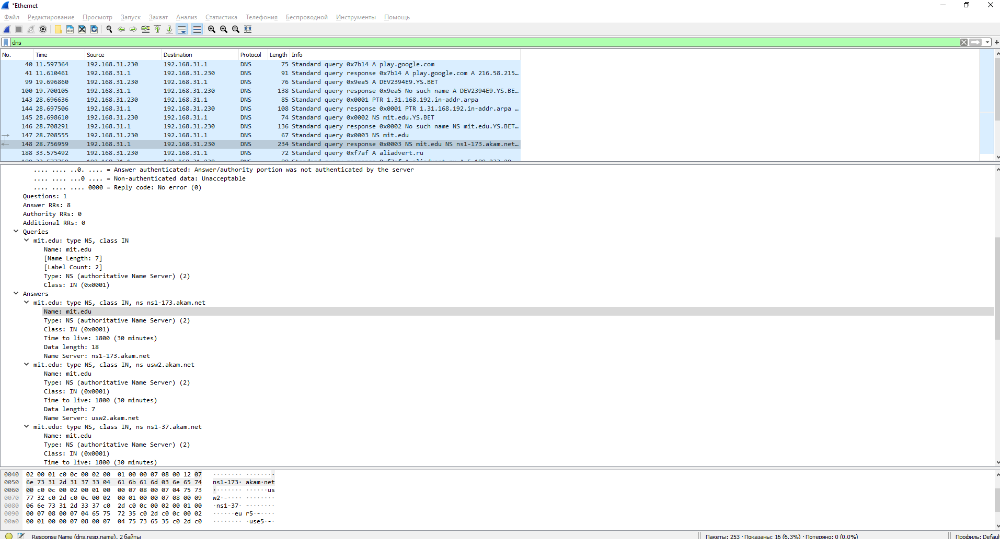 *Ethernet
Файл Редактирование Просмотр Запуск Захват Анализ Статистика Телефония Беспроводной Инструменты Помощь
dns
No. Time Source Destination Protocol Length Info
40 11.597364 192.168.31.230 192.168.31.1 DNS 75 Standard query 0x7b14 A play.google.com
41 11.610461 192.168.31.1 192.168.31.230 DNS 91 Standard query response 0x7b14 A play.google.com A 216.58.215…
99 19.696860 192.168.31.230 192.168.31.1 DNS 76 Standard query 0x9ea5 A DEV2394E9.YS.BET
100 19.700105 192.168.31.1 192.168.31.230 DNS 138 Standard query response 0x9ea5 No such name A DEV2394E9.YS.BE…
143 28.696636 192.168.31.230 192.168.31.1 DNS 85 Standard query 0x0001 PTR 1.31.168.192.in-addr.arpa
144 28.697506 192.168.31.1 192.168.31.230 DNS 108 Standard query response 0x0001 PTR 1.31.168.192.in-addr.arpa …
145 28.698610 192.168.31.230 192.168.31.1 DNS 74 Standard query 0x0002 NS mit.edu.YS.BET
146 28.708291 192.168.31.1 192.168.31.230 DNS 136 Standard query response 0x0002 No such name NS mit.edu.YS.BET…
147 28.708555 192.168.31.230 192.168.31.1 DNS 67 Standard query 0x0003 NS mit.edu
148 28.756959 192.168.31.1 192.168.31.230 DNS 234 Standard query response 0x0003 NS mit.edu NS ns1-173.akam.net…
188 33.575492 192.168.31.230 192.168.31.1 DNS 72 Standard query 0xf7af A aliadvert.ru
.... .... ..0. .... = Answer authenticated: Answer/authority portion was not authenticated by the server
.... .... ...0 .... = Non-authenticated data: Unacceptable
.... .... .... 0000 = Reply code: No error (0)
Questions: 1
Answer RRs: 8
Authority RRs: 0
Additional RRs: 0
Queries
mit.edu: type NS, class IN
Name: mit.edu
[Name Length: 7]
[Label Count: 2]
Type: NS (authoritative Name Server) (2)
Class: IN (0x0001)
Answers
mit.edu: type NS, class IN, ns ns1-173.akam.net
Name: mit.edu
Type: NS (authoritative Name Server) (2)
Class: IN (0x0001)
Time to live: 1800 (30 minutes)
Data length: 18
Name Server: ns1-173.akam.net
mit.edu: type NS, class IN, ns usw2.akam.net
Name: mit.edu
Type: NS (authoritative Name Server) (2)
Class: IN (0x0001)
Time to live: 1800 (30 minutes)
Data length: 7
Name Server: usw2.akam.net
mit.edu: type NS, class IN, ns ns1-37.akam.net
Name: mit.edu
Type: NS (authoritative Name Server) (2)
Class: IN (0x0001)
Time to live: 1800 (30 minutes)
0040 02 00 01 c0 0c 00 02 00 01 00 00 07 08 00 12 07 ········ ········
0050 6e 73 31 2d 31 37 33 04 61 6b 61 6d 03 6e 65 74 ns1-173· akam·net
0060 00 c0 0c 00 02 00 01 00 00 07 08 00 07 04 75 73 ········ ······us
0070 77 32 c0 2d c0 0c 00 02 00 01 00 00 07 08 00 09 w2·-···· ········
0080 06 6e 73 31 2d 33 37 c0 2d c0 0c 00 02 00 01 00 ·ns1-37· -·······
0090 00 07 08 00 07 04 65 75 72 35 c0 2d c0 0c 00 02 ······eu r5·-····
00a0 00 01 00 00 07 08 00 07 04 75 73 65 35 c0 2d c0 ········ ·use5·-·
Response Name (dns.resp.name), 2 байты Пакеты: 253 · Показаны: 16 (6.3%) · Потеряно: 0 (0.0%) Профиль: Defaul